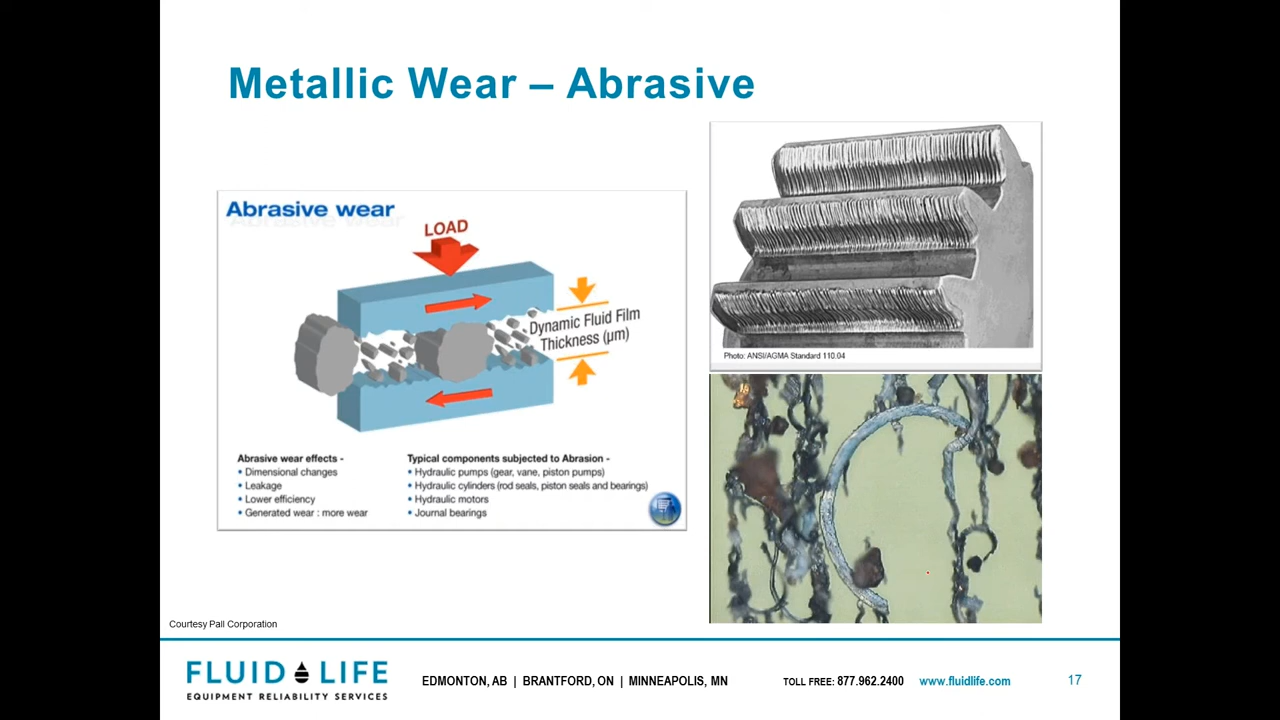 Metallic Wear – Abrasive
Abrasive wear
LOAD
Dynamic Fluid Film
Thickness (µm)
Abrasive wear effects -
• Dimensional changes
• Leakage
• Lower efficiency
• Generated wear : more wear
Typical components subjected to Abrasion -
• Hydraulic pumps (gear, vane, piston pumps)
• Hydraulic cylinders (rod seals, piston seals and bearings)
• Hydraulic motors
• Journal bearings
Photo: ANSI/AGMA Standard 110.04
Courtesy Pall Corporation
FLUID LIFE
EQUIPMENT RELIABILITY SERVICES
EDMONTON, AB | BRANTFORD, ON | MINNEAPOLIS, MN
TOLL FREE: 877.962.2400 www.fluidlife.com
17